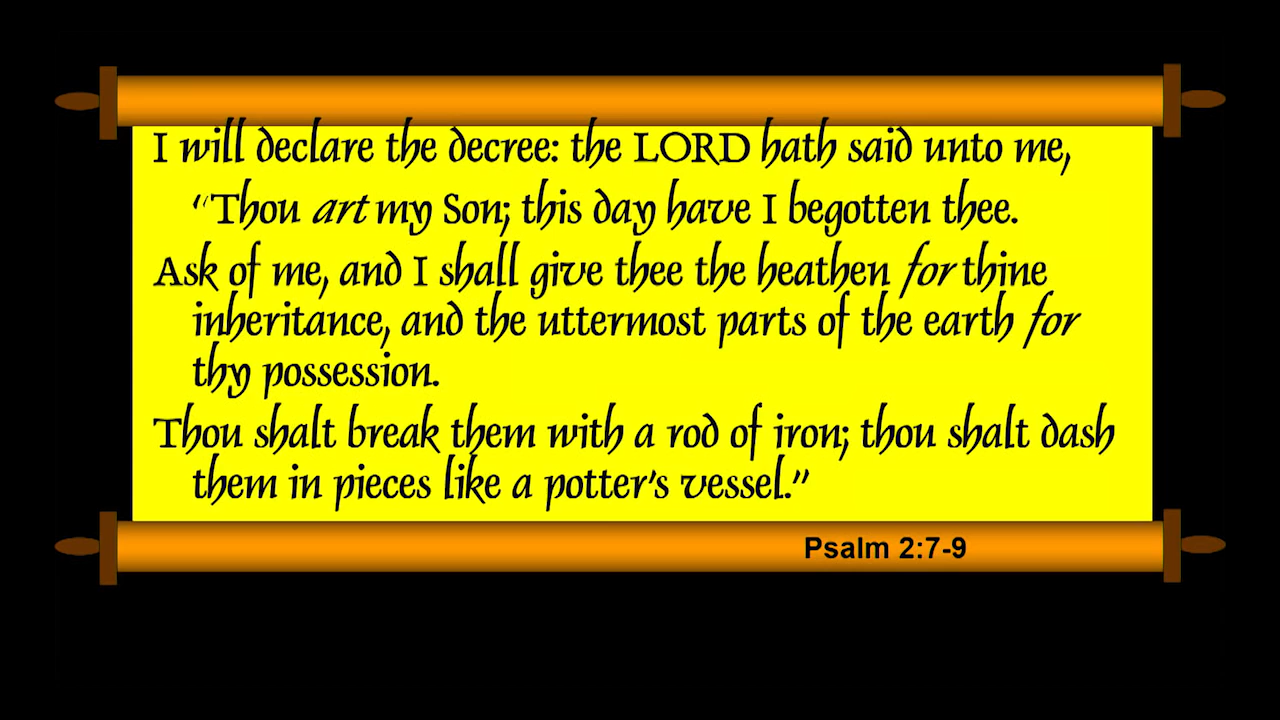 I will declare the decree: the LORD hath said unto me,
“Thou art my Son; this day have I begotten thee.
Ask of me, and I shall give thee the heathen for thine
inheritance, and the uttermost parts of the earth for
thy possession.
Thou shalt break them with a rod of iron; thou shalt dash
them in pieces like a potter’s vessel.”
Psalm 2:7-9